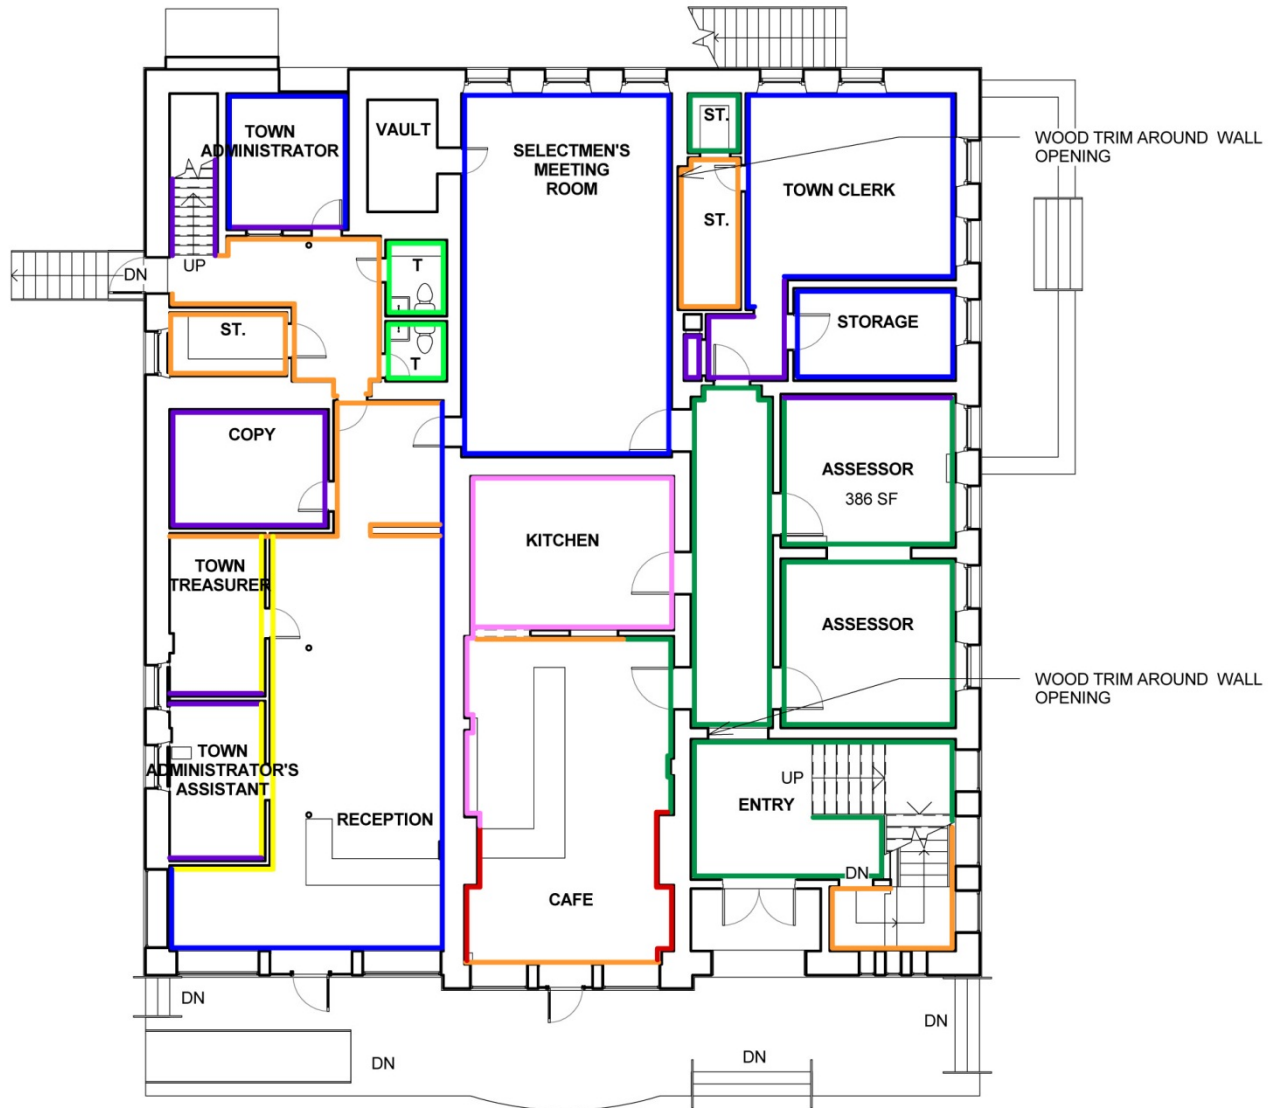 TOWN
ADMINISTRATOR
VAULT
SELECTMEN'S
MEETING
ROOM
ST.
TOWN CLERK
WOOD TRIM AROUND WALL
OPENING
ST.
DN
UP
T
ST.
T
STORAGE
COPY
ASSESSOR
386 SF
KITCHEN
TOWN
TREASURER
ASSESSOR
WOOD TRIM AROUND WALL
OPENING
TOWN
ADMINISTRATOR'S
ASSISTANT
UP
ENTRY
RECEPTION
DN
CAFE
DN
DN
DN
DN